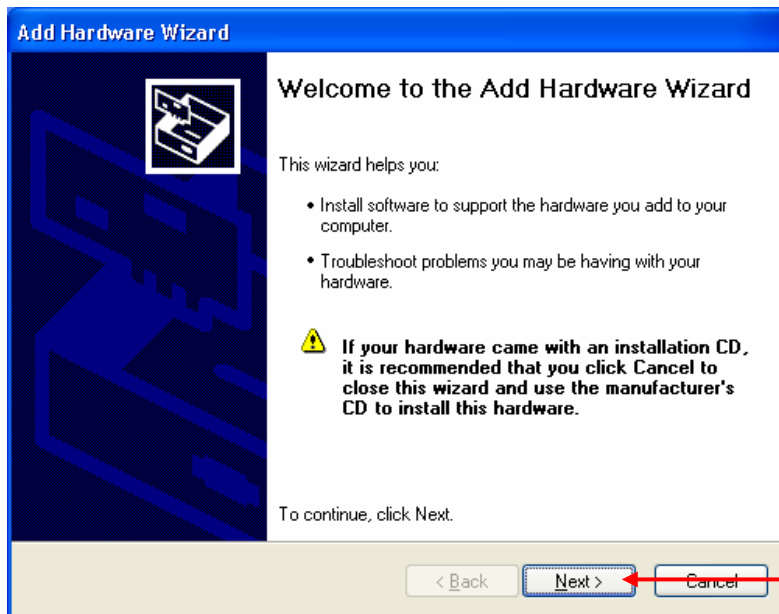 Add Hardware Wizard
Welcome to the Add Hardware Wizard
This wizard helps you:
• Install software to support the hardware you add to your
computer.
• Troubleshoot problems you may be having with your
hardware.
If your hardware came with an installation CD,
it is recommended that you click Cancel to
close this wizard and use the manufacturer's
CD to install this hardware.
To continue, click Next.
< Back Next > Cancel